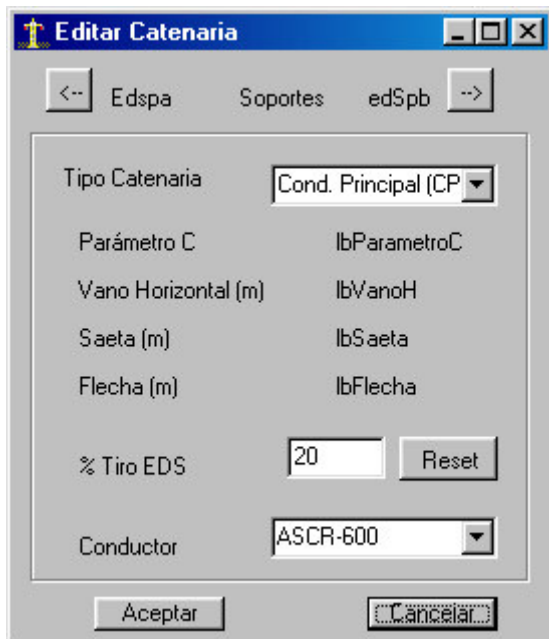 Editar Catenaria
<-- Edspa Soportes edSpb -->
Tipo Catenaria Cond. Principal (CP
Parámetro C lbParametroC
Vano Horizontal (m) lbVanoH
Saeta (m) lbSaeta
Flecha (m) lbFlecha
% Tiro EDS 20 Reset
Conductor ASCR-600
Aceptar Cancelar